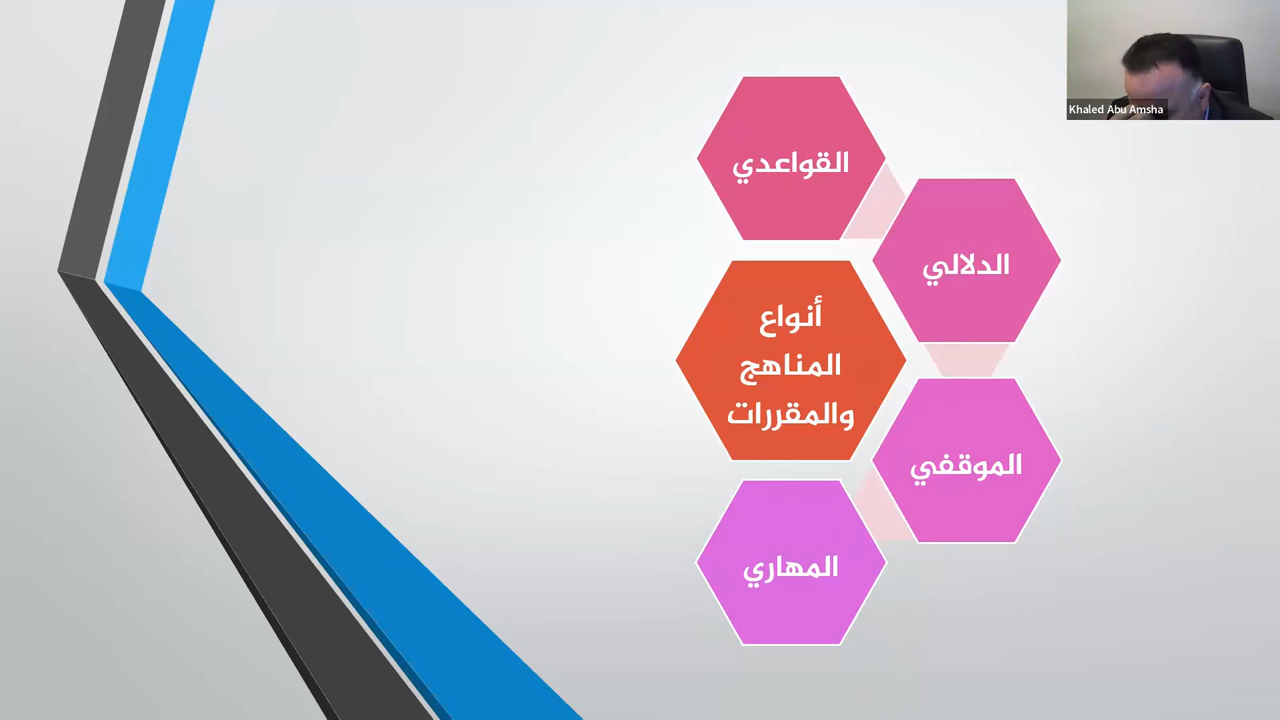 Khaled Abu Amsha
القواعدي
الدلالي
أنواع
المناهج
والمقررات
الموقفي
المهاري